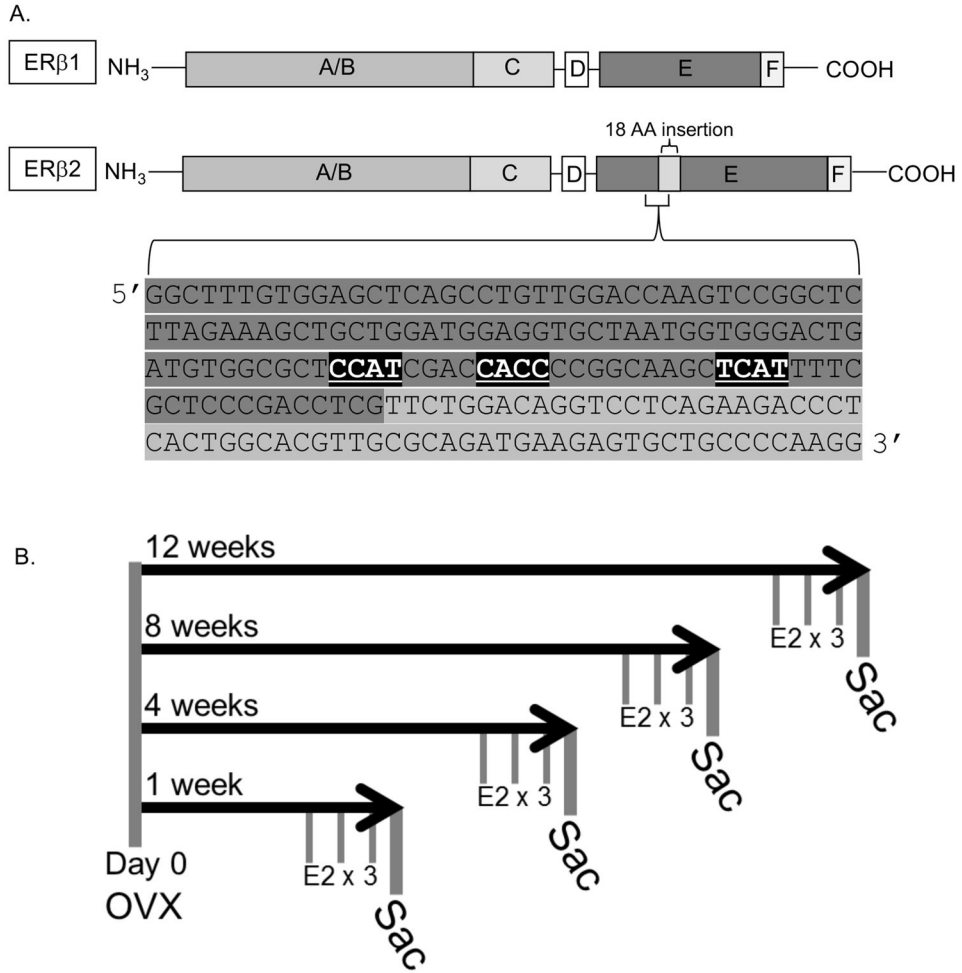 A.
ERβ1 NH3 A/B C D E F COOH
18 AA insertion
ERβ2 NH3 A/B C D E F COOH
5′ GGCTTTGTGGAGCTCAGCCTGTTGGACCAAGTCCGGCTC
TTAGAAAGCTGCTGGATGGAGGTGCTAATGGTGGGACTG
ATGTGGCGCTCCATCGACCACCCCGGCAAGCTCATTTTC
GCTCCCGACCTCGTTCTGGACAGGTCCTCAGAAGACCCT
CACTGGCACGTTGCGCAGATGAAGAGTGCTGCCCCAAGG 3′
B.
12 weeks
E2 x 3
Sac
8 weeks
E2 x 3
Sac
4 weeks
E2 x 3
Sac
1 week
E2 x 3
Sac
Day 0
OVX